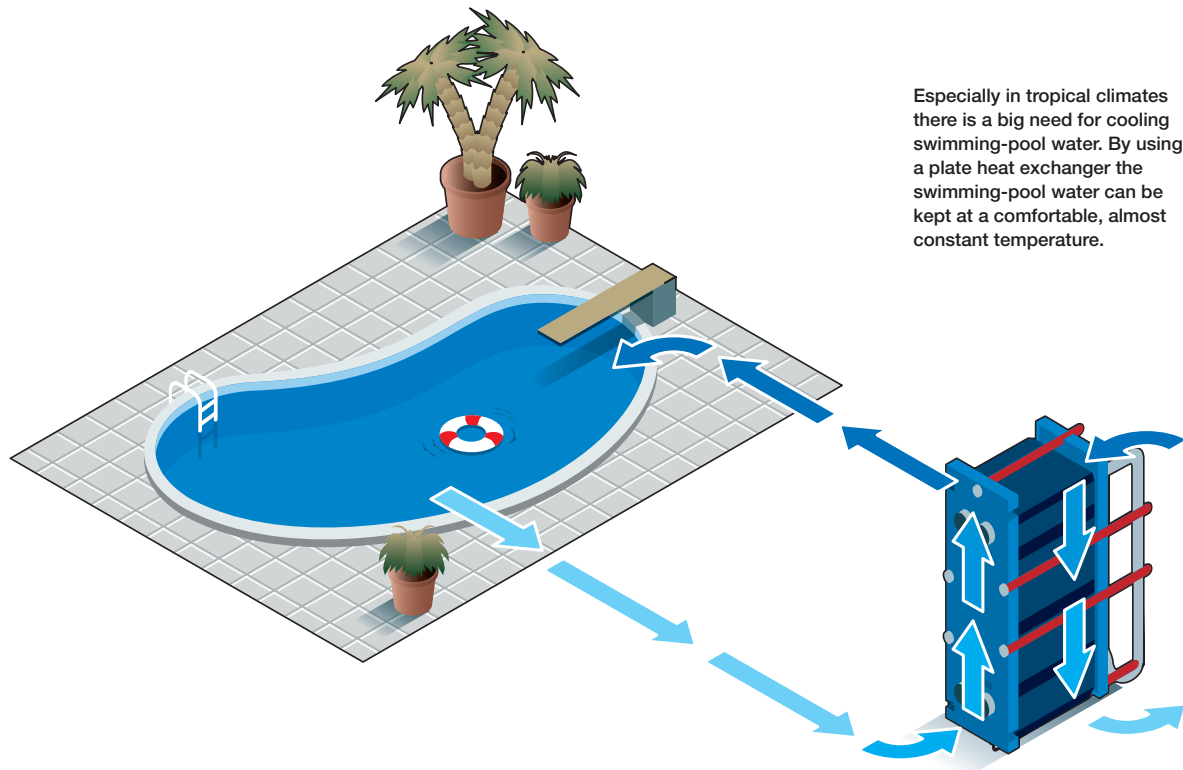 Especially in tropical climates
there is a big need for cooling
swimming-pool water. By using
a plate heat exchanger the
swimming-pool water can be
kept at a comfortable, almost
constant temperature.